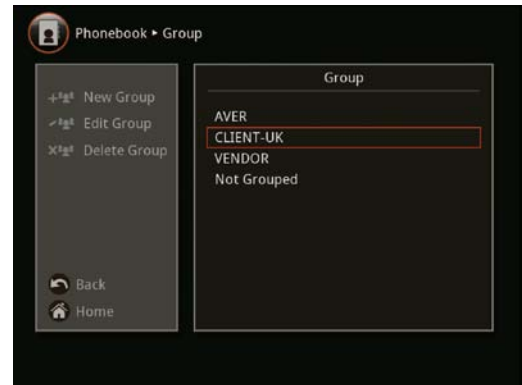 Phonebook ▸ Group
New Group
Edit Group
Delete Group
Back
Home
Group
AVER
CLIENT-UK
VENDOR
Not Grouped